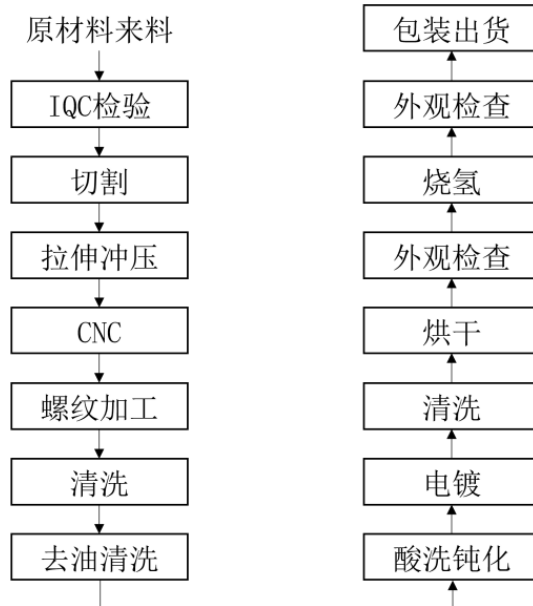 原材料来料
IQC检验
切割
拉伸冲压
CNC
螺纹加工
清洗
去油清洗
酸洗钝化
电镀
清洗
烘干
外观检查
烧氢
外观检查
包装出货